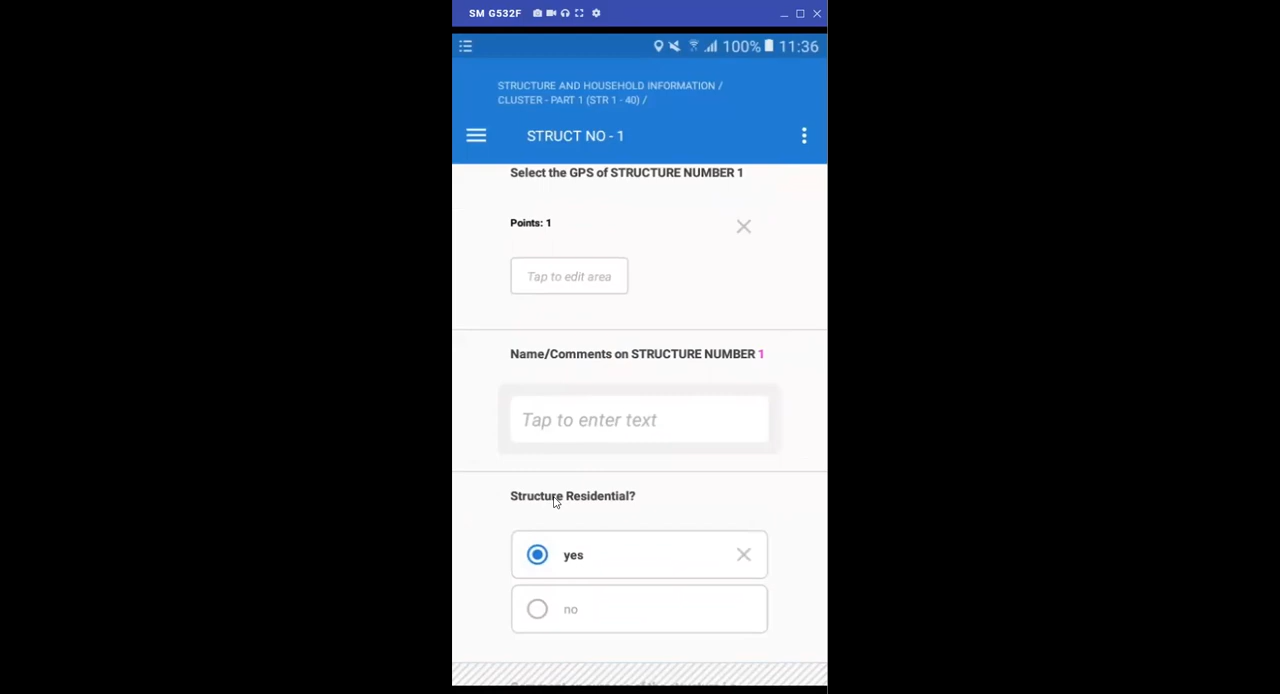 SM G532F
100% 11:36
STRUCTURE AND HOUSEHOLD INFORMATION /
CLUSTER - PART 1 (STR 1 - 40) /
STRUCT NO - 1
Select the GPS of STRUCTURE NUMBER 1
Points: 1
Tap to edit area
Name/Comments on STRUCTURE NUMBER 1
Tap to enter text
Structure Residential?
yes
no